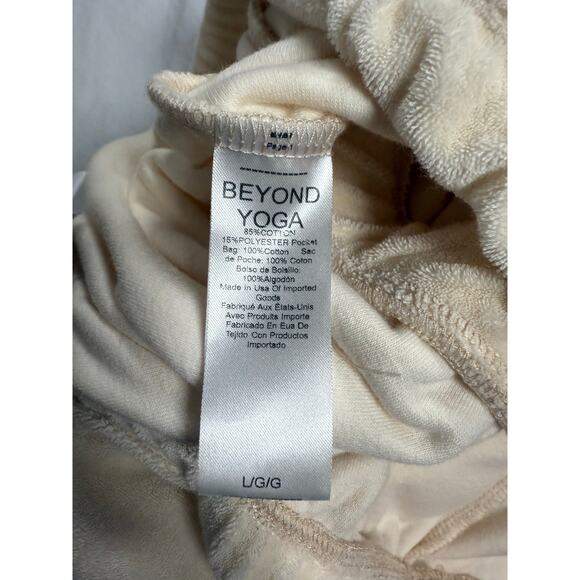 Page 1
BEYOND
YOGA
85%COTTON
15%POLYESTER Pocket
Bag: 100%Cotton Sac
de Poche: 100% Coton
Bolso de Bolsillo:
100%Algodón
Made in Usa Of Imported
Goods
Fabriqué Aux États-Unis
Avec Produits Importe
Fabricado En Eua De
Tejido Con Productos
Importado
L/G/G